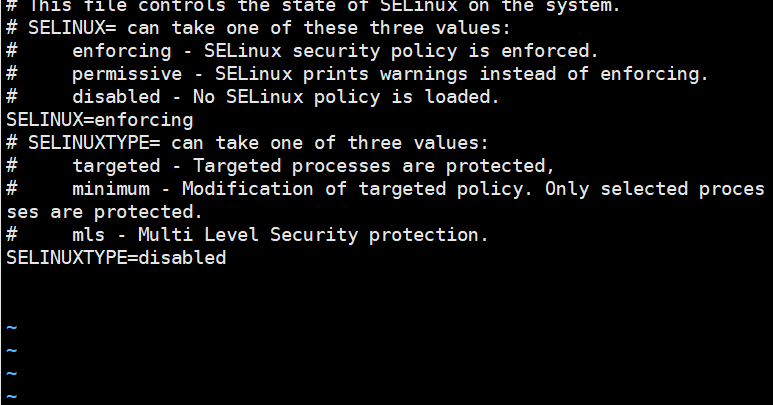 # This file controls the state of SELinux on the system.
# SELINUX= can take one of these three values:
#     enforcing - SELinux security policy is enforced.
#     permissive - SELinux prints warnings instead of enforcing.
#     disabled - No SELinux policy is loaded.
SELINUX=enforcing
# SELINUXTYPE= can take one of three values:
#     targeted - Targeted processes are protected,
#     minimum - Modification of targeted policy. Only selected proces
ses are protected.
#     mls - Multi Level Security protection.
SELINUXTYPE=disabled
~
~
~
~